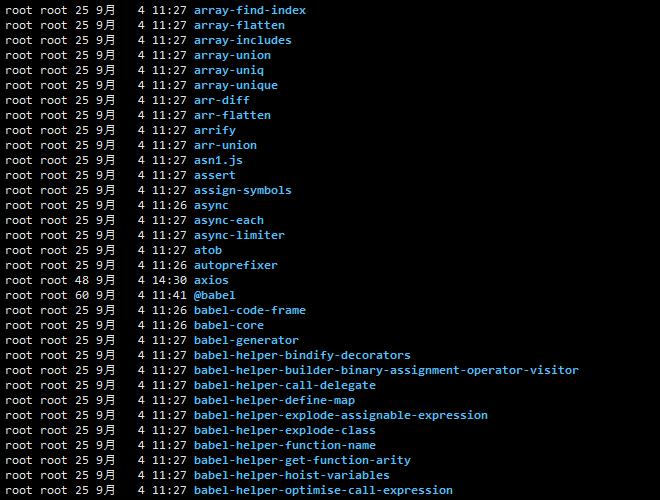 root root 25 9月 4 11:27 array-find-index
root root 25 9月 4 11:27 array-flatten
root root 25 9月 4 11:27 array-includes
root root 25 9月 4 11:27 array-union
root root 25 9月 4 11:27 array-uniq
root root 25 9月 4 11:27 array-unique
root root 25 9月 4 11:27 arr-diff
root root 25 9月 4 11:27 arr-flatten
root root 25 9月 4 11:27 arrify
root root 25 9月 4 11:27 arr-union
root root 25 9月 4 11:27 asn1.js
root root 25 9月 4 11:27 assert
root root 25 9月 4 11:27 assign-symbols
root root 25 9月 4 11:26 async
root root 25 9月 4 11:27 async-each
root root 25 9月 4 11:27 async-limiter
root root 25 9月 4 11:27 atob
root root 25 9月 4 11:26 autoprefixer
root root 48 9月 4 14:30 axios
root root 60 9月 4 11:41 @babel
root root 25 9月 4 11:26 babel-code-frame
root root 25 9月 4 11:26 babel-core
root root 25 9月 4 11:27 babel-generator
root root 25 9月 4 11:27 babel-helper-bindify-decorators
root root 25 9月 4 11:27 babel-helper-builder-binary-assignment-operator-visitor
root root 25 9月 4 11:27 babel-helper-call-delegate
root root 25 9月 4 11:27 babel-helper-define-map
root root 25 9月 4 11:27 babel-helper-explode-assignable-expression
root root 25 9月 4 11:27 babel-helper-explode-class
root root 25 9月 4 11:27 babel-helper-function-name
root root 25 9月 4 11:27 babel-helper-get-function-arity
root root 25 9月 4 11:27 babel-helper-hoist-variables
root root 25 9月 4 11:27 babel-helper-optimise-call-expression